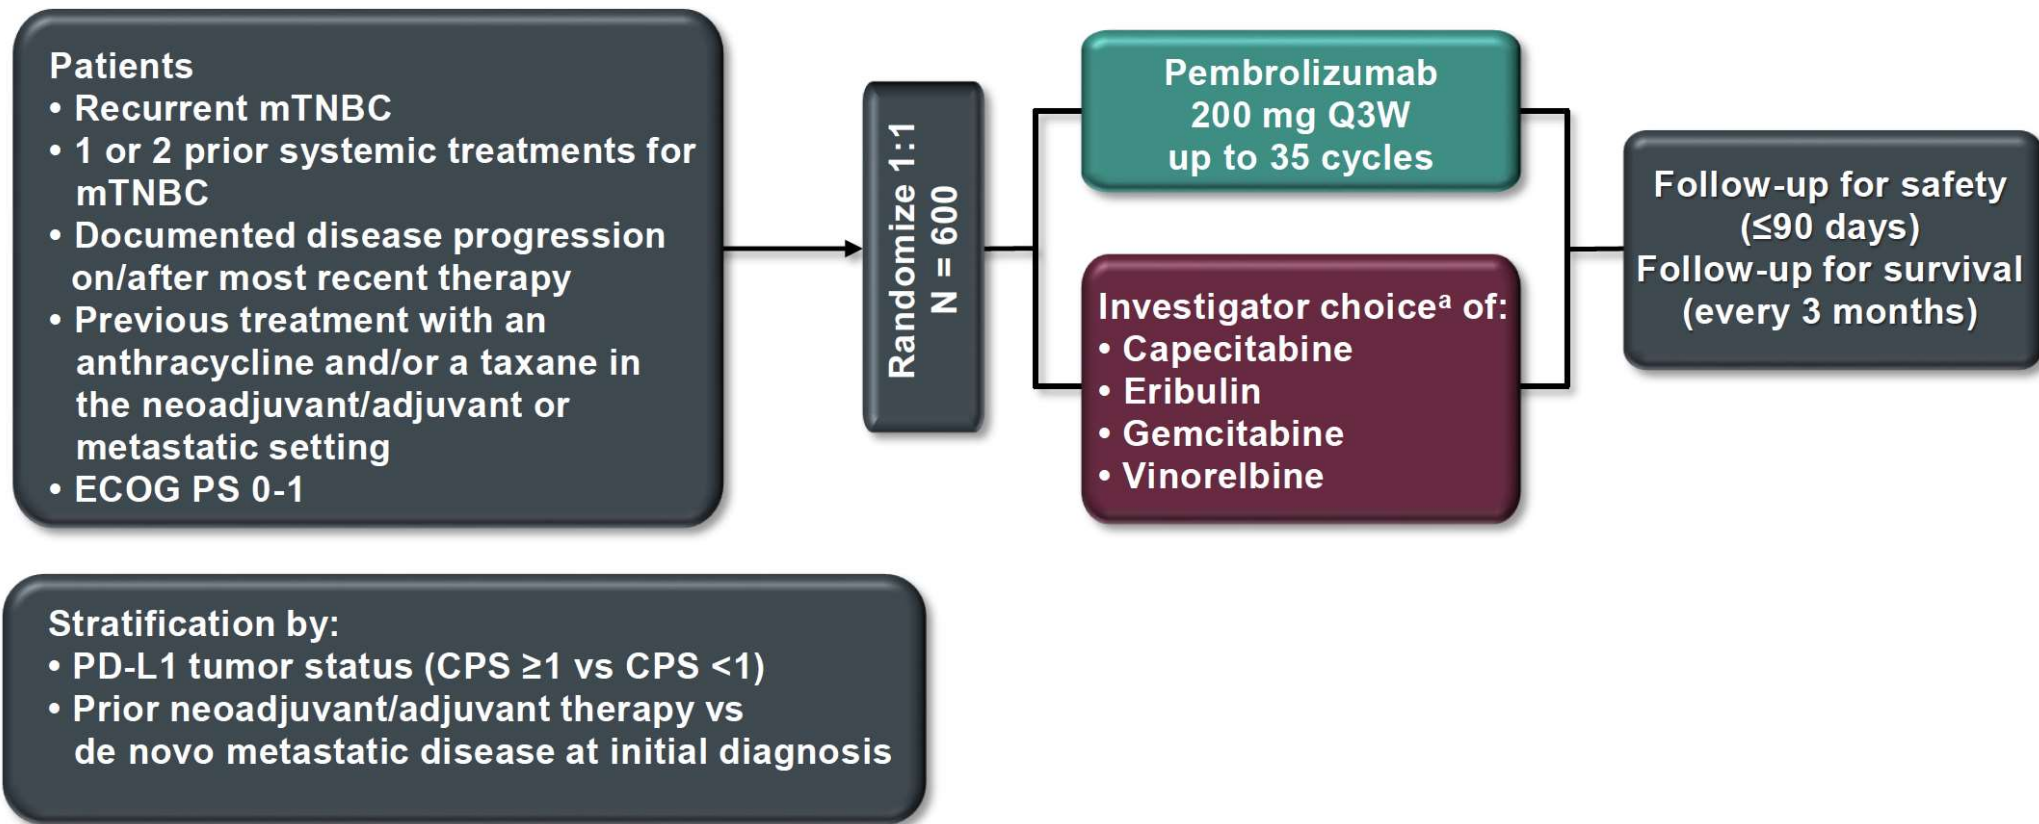 Patients
• Recurrent mTNBC
• 1 or 2 prior systemic treatments for
mTNBC
• Documented disease progression
on/after most recent therapy
• Previous treatment with an
anthracycline and/or a taxane in
the neoadjuvant/adjuvant or
metastatic setting
• ECOG PS 0-1
Randomize 1:1
N = 600
Pembrolizumab
200 mg Q3W
up to 35 cycles
Investigator choiceᵃ of:
• Capecitabine
• Eribulin
• Gemcitabine
• Vinorelbine
Follow-up for safety
(≤90 days)
Follow-up for survival
(every 3 months)
Stratification by:
• PD-L1 tumor status (CPS ≥1 vs CPS <1)
• Prior neoadjuvant/adjuvant therapy vs
de novo metastatic disease at initial diagnosis